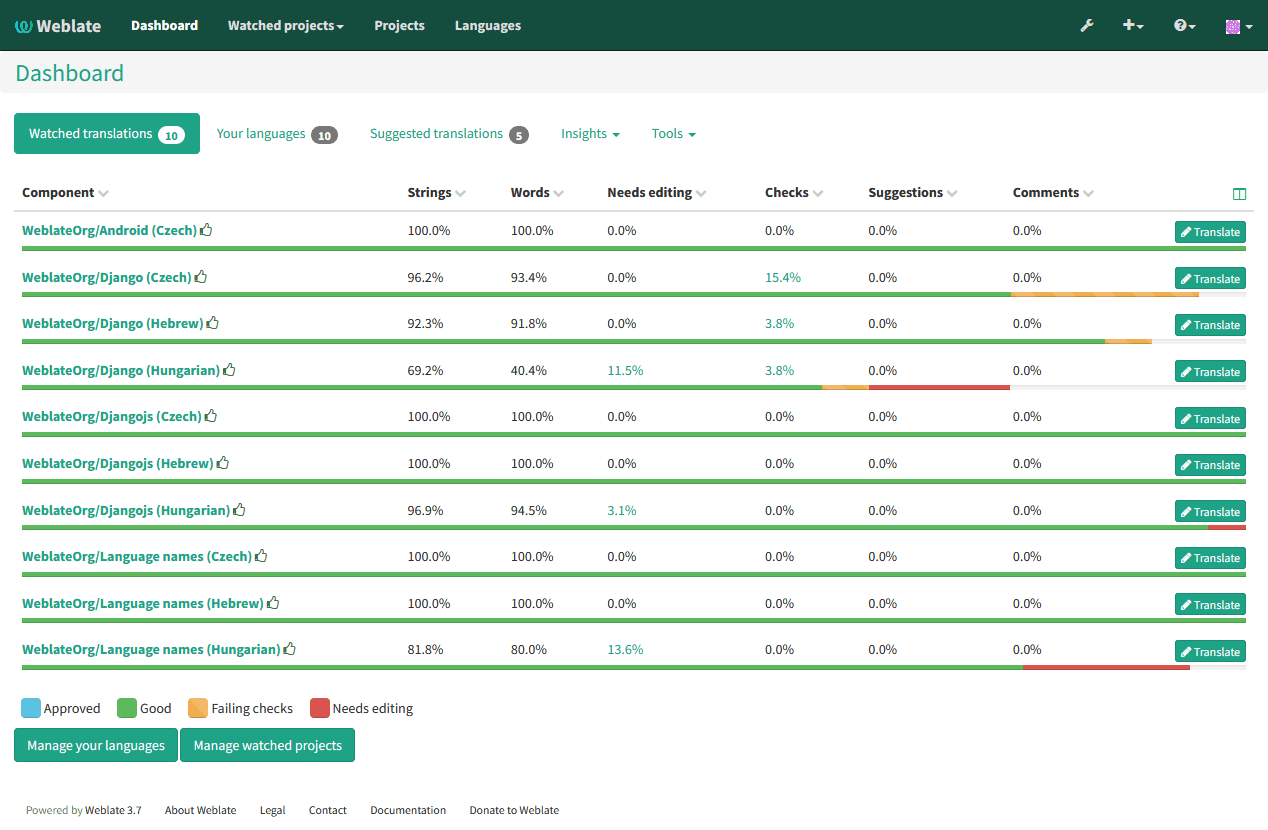 Weblate Dashboard Watched projects Projects Languages
Dashboard
Watched translations 10 Your languages 10 Suggested translations 5 Insights Tools
Component Strings Words Needs editing Checks Suggestions Comments
WeblateOrg/Android (Czech) 100.0% 100.0% 0.0% 0.0% 0.0% 0.0% Translate
WeblateOrg/Django (Czech) 96.2% 93.4% 0.0% 15.4% 0.0% 0.0% Translate
WeblateOrg/Django (Hebrew) 92.3% 91.8% 0.0% 3.8% 0.0% 0.0% Translate
WeblateOrg/Django (Hungarian) 69.2% 40.4% 11.5% 3.8% 0.0% 0.0% Translate
WeblateOrg/Djangojs (Czech) 100.0% 100.0% 0.0% 0.0% 0.0% 0.0% Translate
WeblateOrg/Djangojs (Hebrew) 100.0% 100.0% 0.0% 0.0% 0.0% 0.0% Translate
WeblateOrg/Djangojs (Hungarian) 96.9% 94.5% 3.1% 0.0% 0.0% 0.0% Translate
WeblateOrg/Language names (Czech) 100.0% 100.0% 0.0% 0.0% 0.0% 0.0% Translate
WeblateOrg/Language names (Hebrew) 100.0% 100.0% 0.0% 0.0% 0.0% 0.0% Translate
WeblateOrg/Language names (Hungarian) 81.8% 80.0% 13.6% 0.0% 0.0% 0.0% Translate
Approved Good Failing checks Needs editing
Manage your languages Manage watched projects
Powered by Weblate 3.7 About Weblate Legal Contact Documentation Donate to Weblate